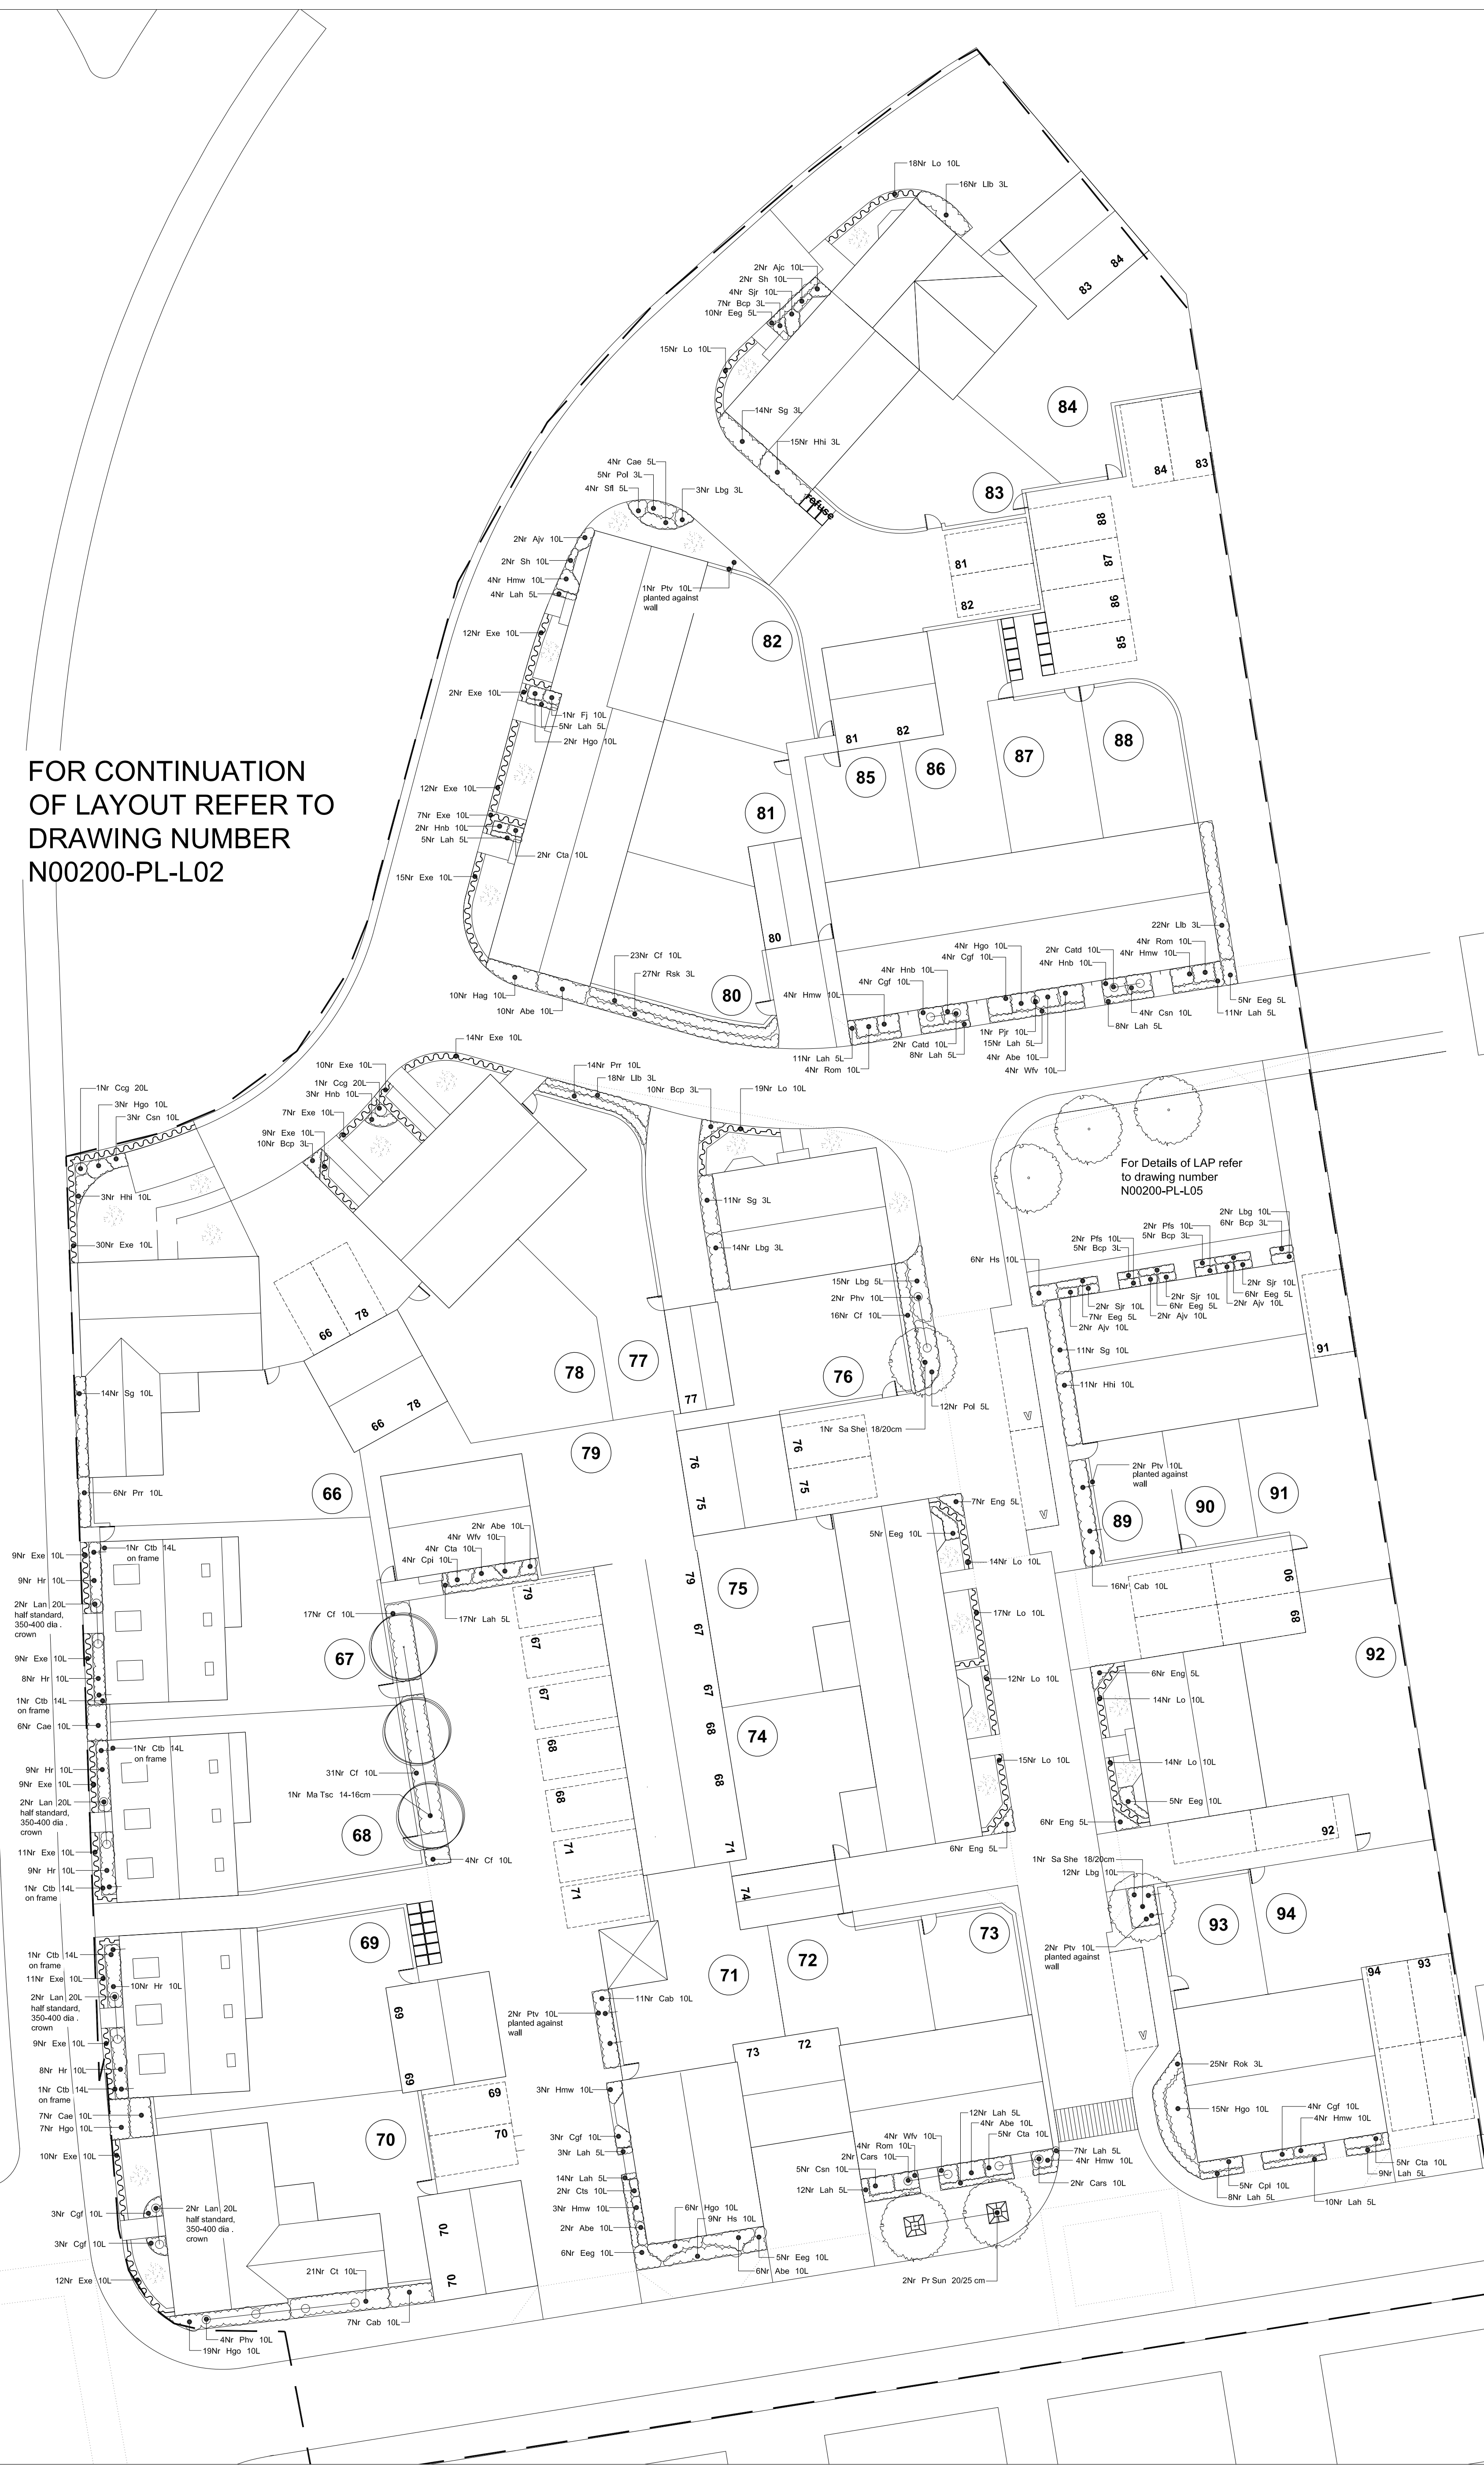 18Nr Lo 10L
16Nr Llb 3L
2Nr Ajc 10L
2Nr Sh 10L
4Nr Sjr 10L
7Nr Bcp 3L
10Nr Eeg 5L
84
83
15Nr Lo 10L
84
14Nr Sg 3L
15Nr Hhi 3L
84
83
4Nr Cae 5L
5Nr Pol 3L
4Nr Sfl 5L
3Nr Lbg 3L
83
refuse
88
87
86
85
81
82
2Nr Ajv 10L
2Nr Sh 10L
4Nr Hmw 10L
4Nr Lah 5L
1Nr Ptv 10L
planted against
wall
12Nr Exe 10L
82
2Nr Exe 10L
1Nr Fj 10L
5Nr Lah 5L
2Nr Hgo 10L
81
82
85
86
87
88
FOR CONTINUATION
OF LAYOUT REFER TO
DRAWING NUMBER
N00200-PL-L02
12Nr Exe 10L
7Nr Exe 10L
2Nr Hnb 10L
5Nr Lah 5L
2Nr Cta 10L
15Nr Exe 10L
81
80
22Nr Llb 3L
4Nr Rom 10L
4Nr Hmw 10L
2Nr Catd 10L
4Nr Hnb 10L
4Nr Hgo 10L
4Nr Cgf 10L
4Nr Hnb 10L
4Nr Cgf 10L
4Nr Hmw 10L
23Nr Cf 10L
27Nr Rsk 3L
80
10Nr Hag 10L
10Nr Abe 10L
5Nr Eeg 5L
11Nr Lah 5L
4Nr Csn 10L
8Nr Lah 5L
1Nr Pjr 10L
15Nr Lah 5L
4Nr Abe 10L
4Nr Wfv 10L
2Nr Catd 10L
8Nr Lah 5L
11Nr Lah 5L
4Nr Rom 10L
14Nr Exe 10L
10Nr Exe 10L
1Nr Ccg 20L
3Nr Hnb 10L
7Nr Exe 10L
9Nr Exe 10L
10Nr Bcp 3L
14Nr Prr 10L
18Nr Llb 3L
10Nr Bcp 3L
19Nr Lo 10L
1Nr Ccg 20L
3Nr Hgo 10L
3Nr Csn 10L
3Nr Hhi 10L
30Nr Exe 10L
For Details of LAP refer
to drawing number
N00200-PL-L05
11Nr Sg 3L
14Nr Lbg 3L
2Nr Lbg 10L
6Nr Bcp 3L
2Nr Pfs 10L
5Nr Bcp 3L
2Nr Pfs 10L
5Nr Bcp 3L
6Nr Hs 10L
2Nr Sjr 10L
6Nr Eeg 5L
2Nr Ajv 10L
2Nr Sjr 10L
6Nr Eeg 5L
2Nr Ajv 10L
2Nr Sjr 10L
7Nr Eeg 5L
2Nr Ajv 10L
15Nr Lbg 5L
2Nr Phv 10L
16Nr Cf 10L
11Nr Sg 10L
11Nr Hhi 10L
91
66
78
78
77
76
77
14Nr Sg 10L
66
78
12Nr Pol 5L
1Nr Sa She 18/20cm
V
79
76
75
76
75
66
6Nr Prr 10L
2Nr Ptv 10L
planted against
wall
89
90
91
V
7Nr Eng 5L
5Nr Eeg 10L
14Nr Lo 10L
2Nr Abe 10L
4Nr Wfv 10L
4Nr Cta 10L
4Nr Cpi 10L
17Nr Lah 5L
16Nr Cab 10L
9Nr Exe 10L
1Nr Ctb 14L
on frame
9Nr Hr 10L
2Nr Lan 20L
half standard,
350-400 dia .
crown
17Nr Cf 10L
79
79
75
67
67
67
67
17Nr Lo 10L
90
89
92
9Nr Exe 10L
8Nr Hr 10L
1Nr Ctb 14L
on frame
6Nr Cae 10L
12Nr Lo 10L
6Nr Eng 5L
14Nr Lo 10L
68
74
68
1Nr Ctb 14L
on frame
9Nr Hr 10L
9Nr Exe 10L
2Nr Lan 20L
half standard,
350-400 dia .
crown
31Nr Cf 10L
1Nr Ma Tsc 14-16cm
68
68
68
15Nr Lo 10L
14Nr Lo 10L
5Nr Eeg 10L
6Nr Eng 5L
92
11Nr Exe 10L
9Nr Hr 10L
1Nr Ctb 14L
on frame
4Nr Cf 10L
71
71
71
74
6Nr Eng 5L
1Nr Sa She 18/20cm
12Nr Lbg 10L
93
94
69
73
72
71
2Nr Ptv 10L
planted against
wall
94
93
1Nr Ctb 14L
on frame
11Nr Exe 10L
10Nr Hr 10L
2Nr Lan 20L
half standard,
350-400 dia .
crown
11Nr Cab 10L
2Nr Ptv 10L
planted against
wall
69
V
9Nr Exe 10L
8Nr Hr 10L
1Nr Ctb 14L
on frame
73
72
69
69
70
70
3Nr Hmw 10L
25Nr Rok 3L
7Nr Cae 10L
7Nr Hgo 10L
10Nr Exe 10L
3Nr Cgf 10L
3Nr Lah 5L
14Nr Lah 5L
2Nr Cts 10L
3Nr Hmw 10L
2Nr Abe 10L
6Nr Eeg 10L
12Nr Lah 5L
4Nr Abe 10L
5Nr Cta 10L
4Nr Wfv 10L
4Nr Rom 10L
2Nr Cars 10L
5Nr Csn 10L
12Nr Lah 5L
7Nr Lah 5L
4Nr Hmw 10L
2Nr Cars 10L
15Nr Hgo 10L
4Nr Cgf 10L
4Nr Hmw 10L
5Nr Cta 10L
9Nr Lah 5L
5Nr Cpi 10L
8Nr Lah 5L
10Nr Lah 5L
3Nr Cgf 10L
2Nr Lan 20L
half standard,
350-400 dia .
crown
3Nr Cgf 10L
12Nr Exe 10L
70
70
6Nr Hgo 10L
9Nr Hs 10L
5Nr Eeg 10L
6Nr Abe 10L
2Nr Pr Sun 20/25 cm
21Nr Ct 10L
7Nr Cab 10L
4Nr Phv 10L
19Nr Hgo 10L